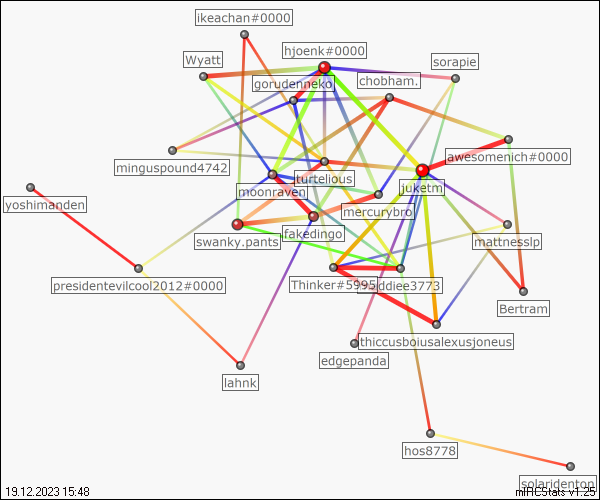 ikeachan#0000
hjoenk#0000
Wyatt
sorapie
gorudenneko
chobham.
awesomenich#0000
minguspound4742
turtelious
juketm
moonraven
yoshimanden
mercurybro
fakedingo
swanky.pants
mattnesslp
presidentevilcool2012#0000
Thinker#5995
ddiee3773
Bertram
thiccusboiusalexusjoneus
edgepanda
lahnk
hos8778
solaridenton
19.12.2023 15:48
mIRCStats v1.25